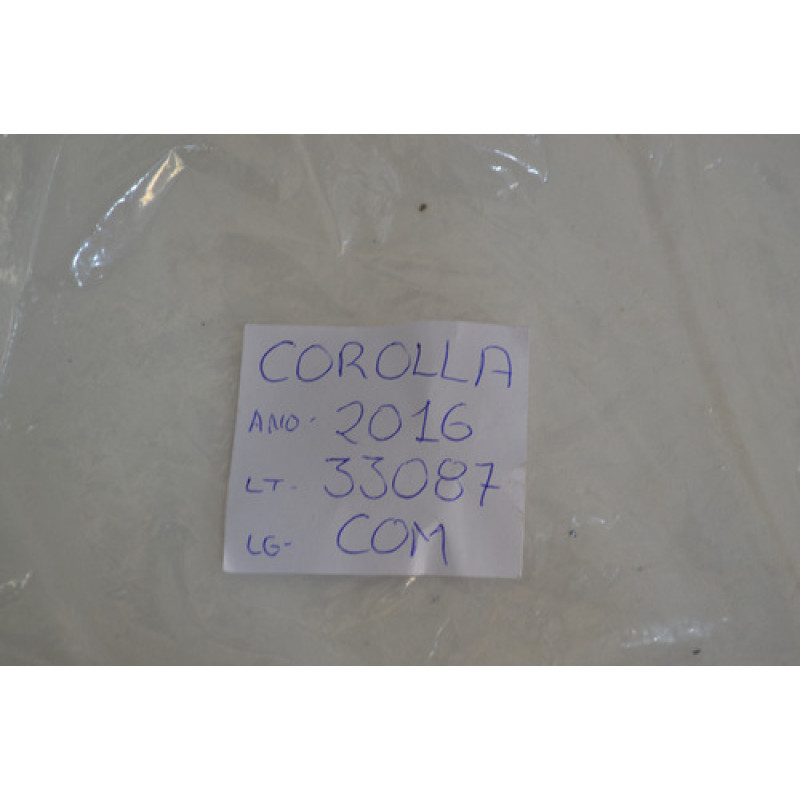 COROLLA
ANO- 2016
LT- 33087
LG- COM